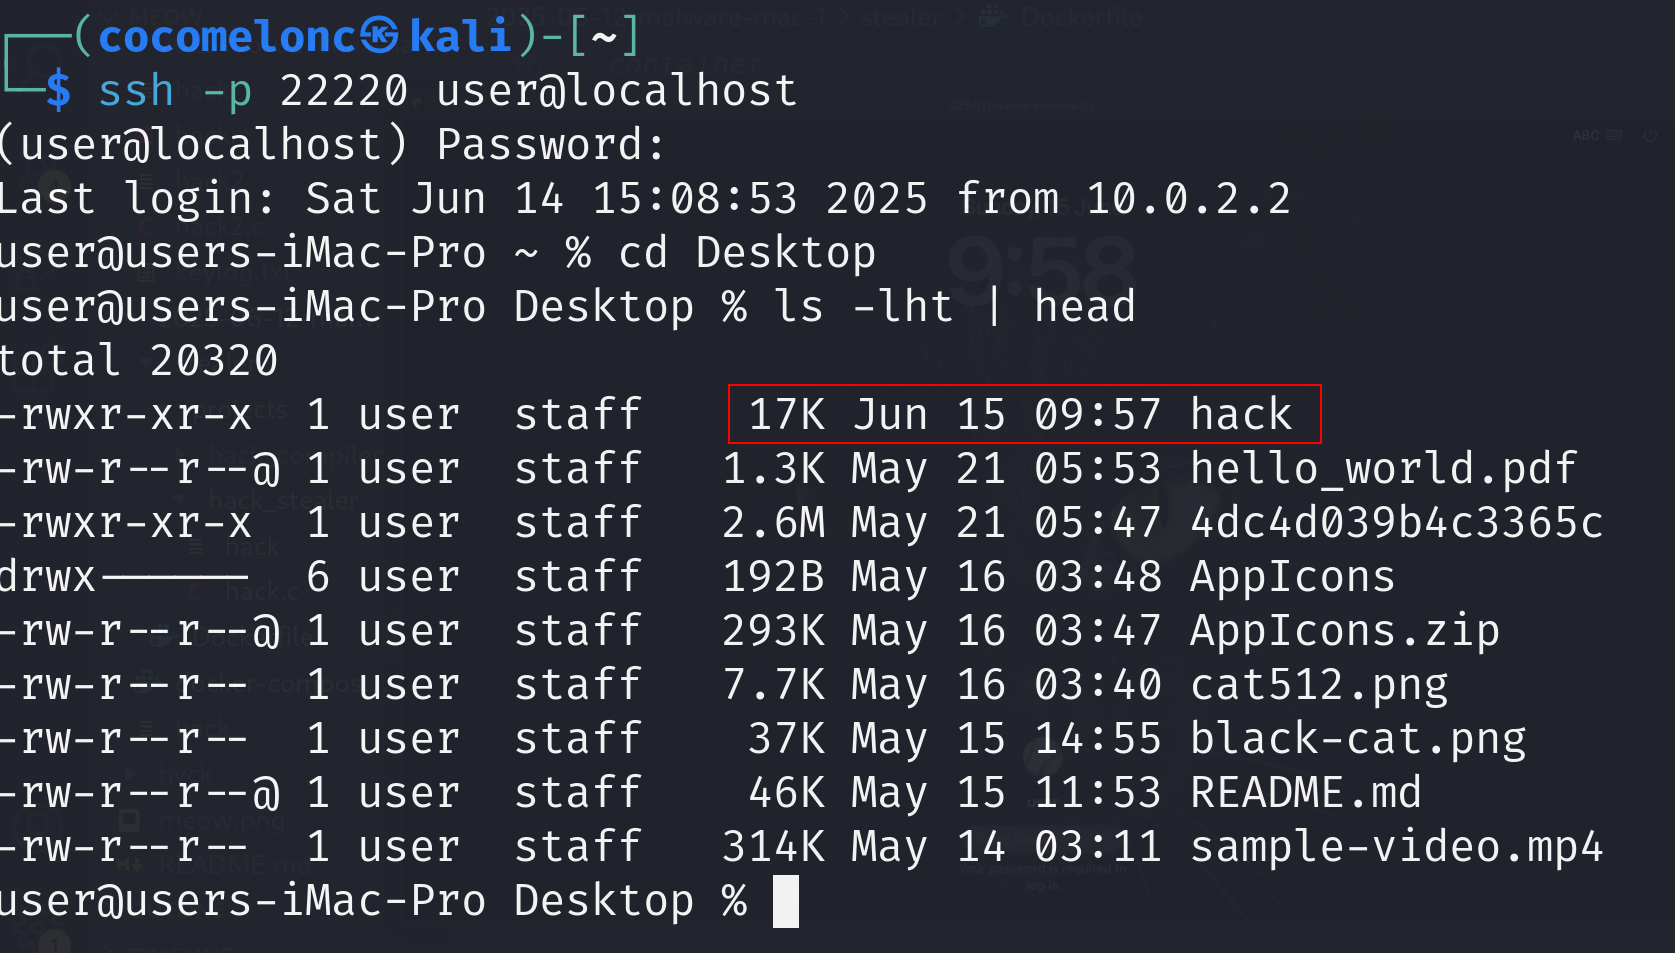 (cocomelonc㉿kali)-[~]
$ ssh -p 22220 user@localhost
(user@localhost) Password:
Last login: Sat Jun 14 15:08:53 2025 from 10.0.2.2
user@users-iMac-Pro ~ % cd Desktop
user@users-iMac-Pro Desktop % ls -lht | head
total 20320
-rwxr-xr-x  1 user  staff    17K Jun 15 09:57 hack
-rw-r--r--@ 1 user  staff   1.3K May 21 05:53 hello_world.pdf
-rwxr-xr-x  1 user  staff   2.6M May 21 05:47 4dc4d039b4c3365c
drwx------  6 user  staff   192B May 16 03:48 AppIcons
-rw-r--r--@ 1 user  staff   293K May 16 03:47 AppIcons.zip
-rw-r--r--  1 user  staff   7.7K May 16 03:40 cat512.png
-rw-r--r--  1 user  staff    37K May 15 14:55 black-cat.png
-rw-r--r--@ 1 user  staff    46K May 15 11:53 README.md
-rw-r--r--  1 user  staff   314K May 14 03:11 sample-video.mp4
user@users-iMac-Pro Desktop %